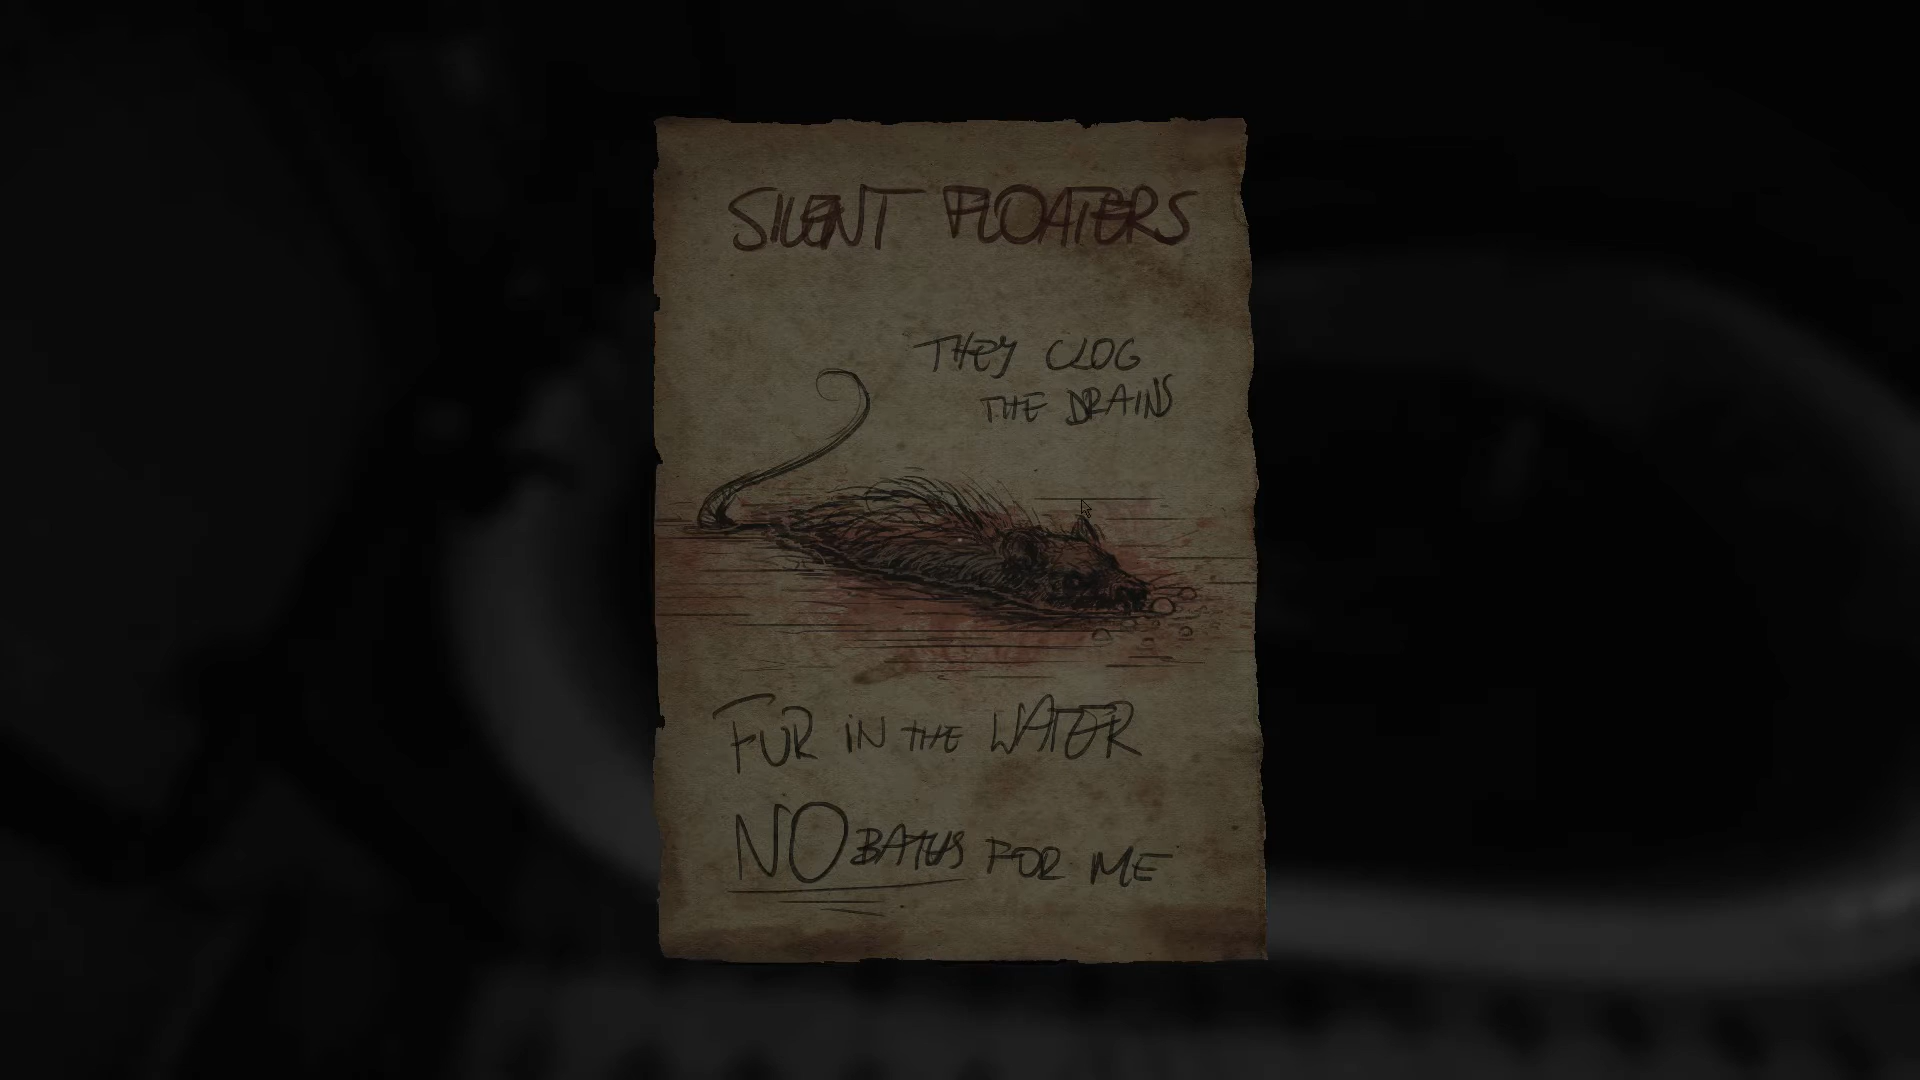 SILENT FLOATERS
THEY CLOG
THE DRAINS
FUR IN THE WATER
NO BATHS FOR ME